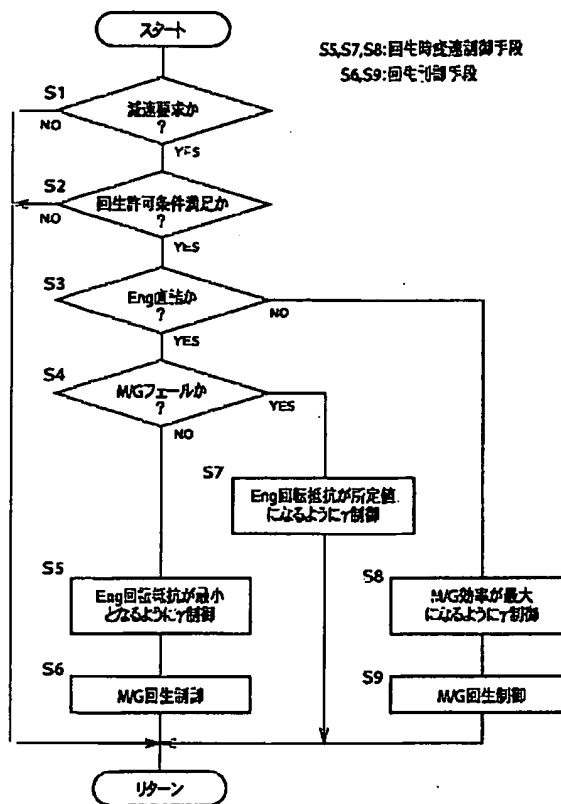 スタート
S5,S7,S8:回生時変速制御手段
S6,S9:回生制御手段
S1
減速要求か
?
NO
YES
S2
回生許可条件満足か
?
NO
YES
S3
Eng直結か
?
NO
YES
S4
M/Gフェールか
?
YES
NO
S7
Eng回転抵抗が所定値
になるようにγ制御
S5
Eng回転抵抗が最小
となるようにγ制御
S8
M/G効率が最大
になるようにγ制御
S6
M/G回生制御
S9
M/G回生制御
リターン